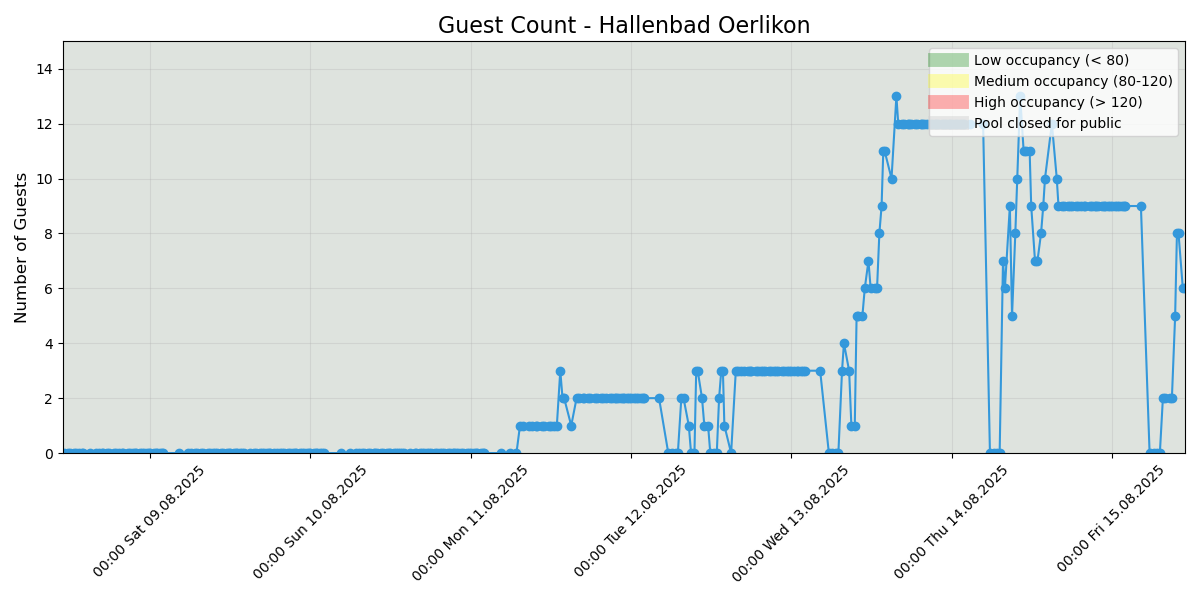 Guest Count - Hallenbad Oerlikon
Low occupancy (< 80)
Medium occupancy (80-120)
High occupancy (> 120)
Pool closed for public
Number of Guests
14
12
10
8
6
4
2
0
00:00 Sat 09.08.2025
00:00 Sun 10.08.2025
00:00 Mon 11.08.2025
00:00 Tue 12.08.2025
00:00 Wed 13.08.2025
00:00 Thu 14.08.2025
00:00 Fri 15.08.2025